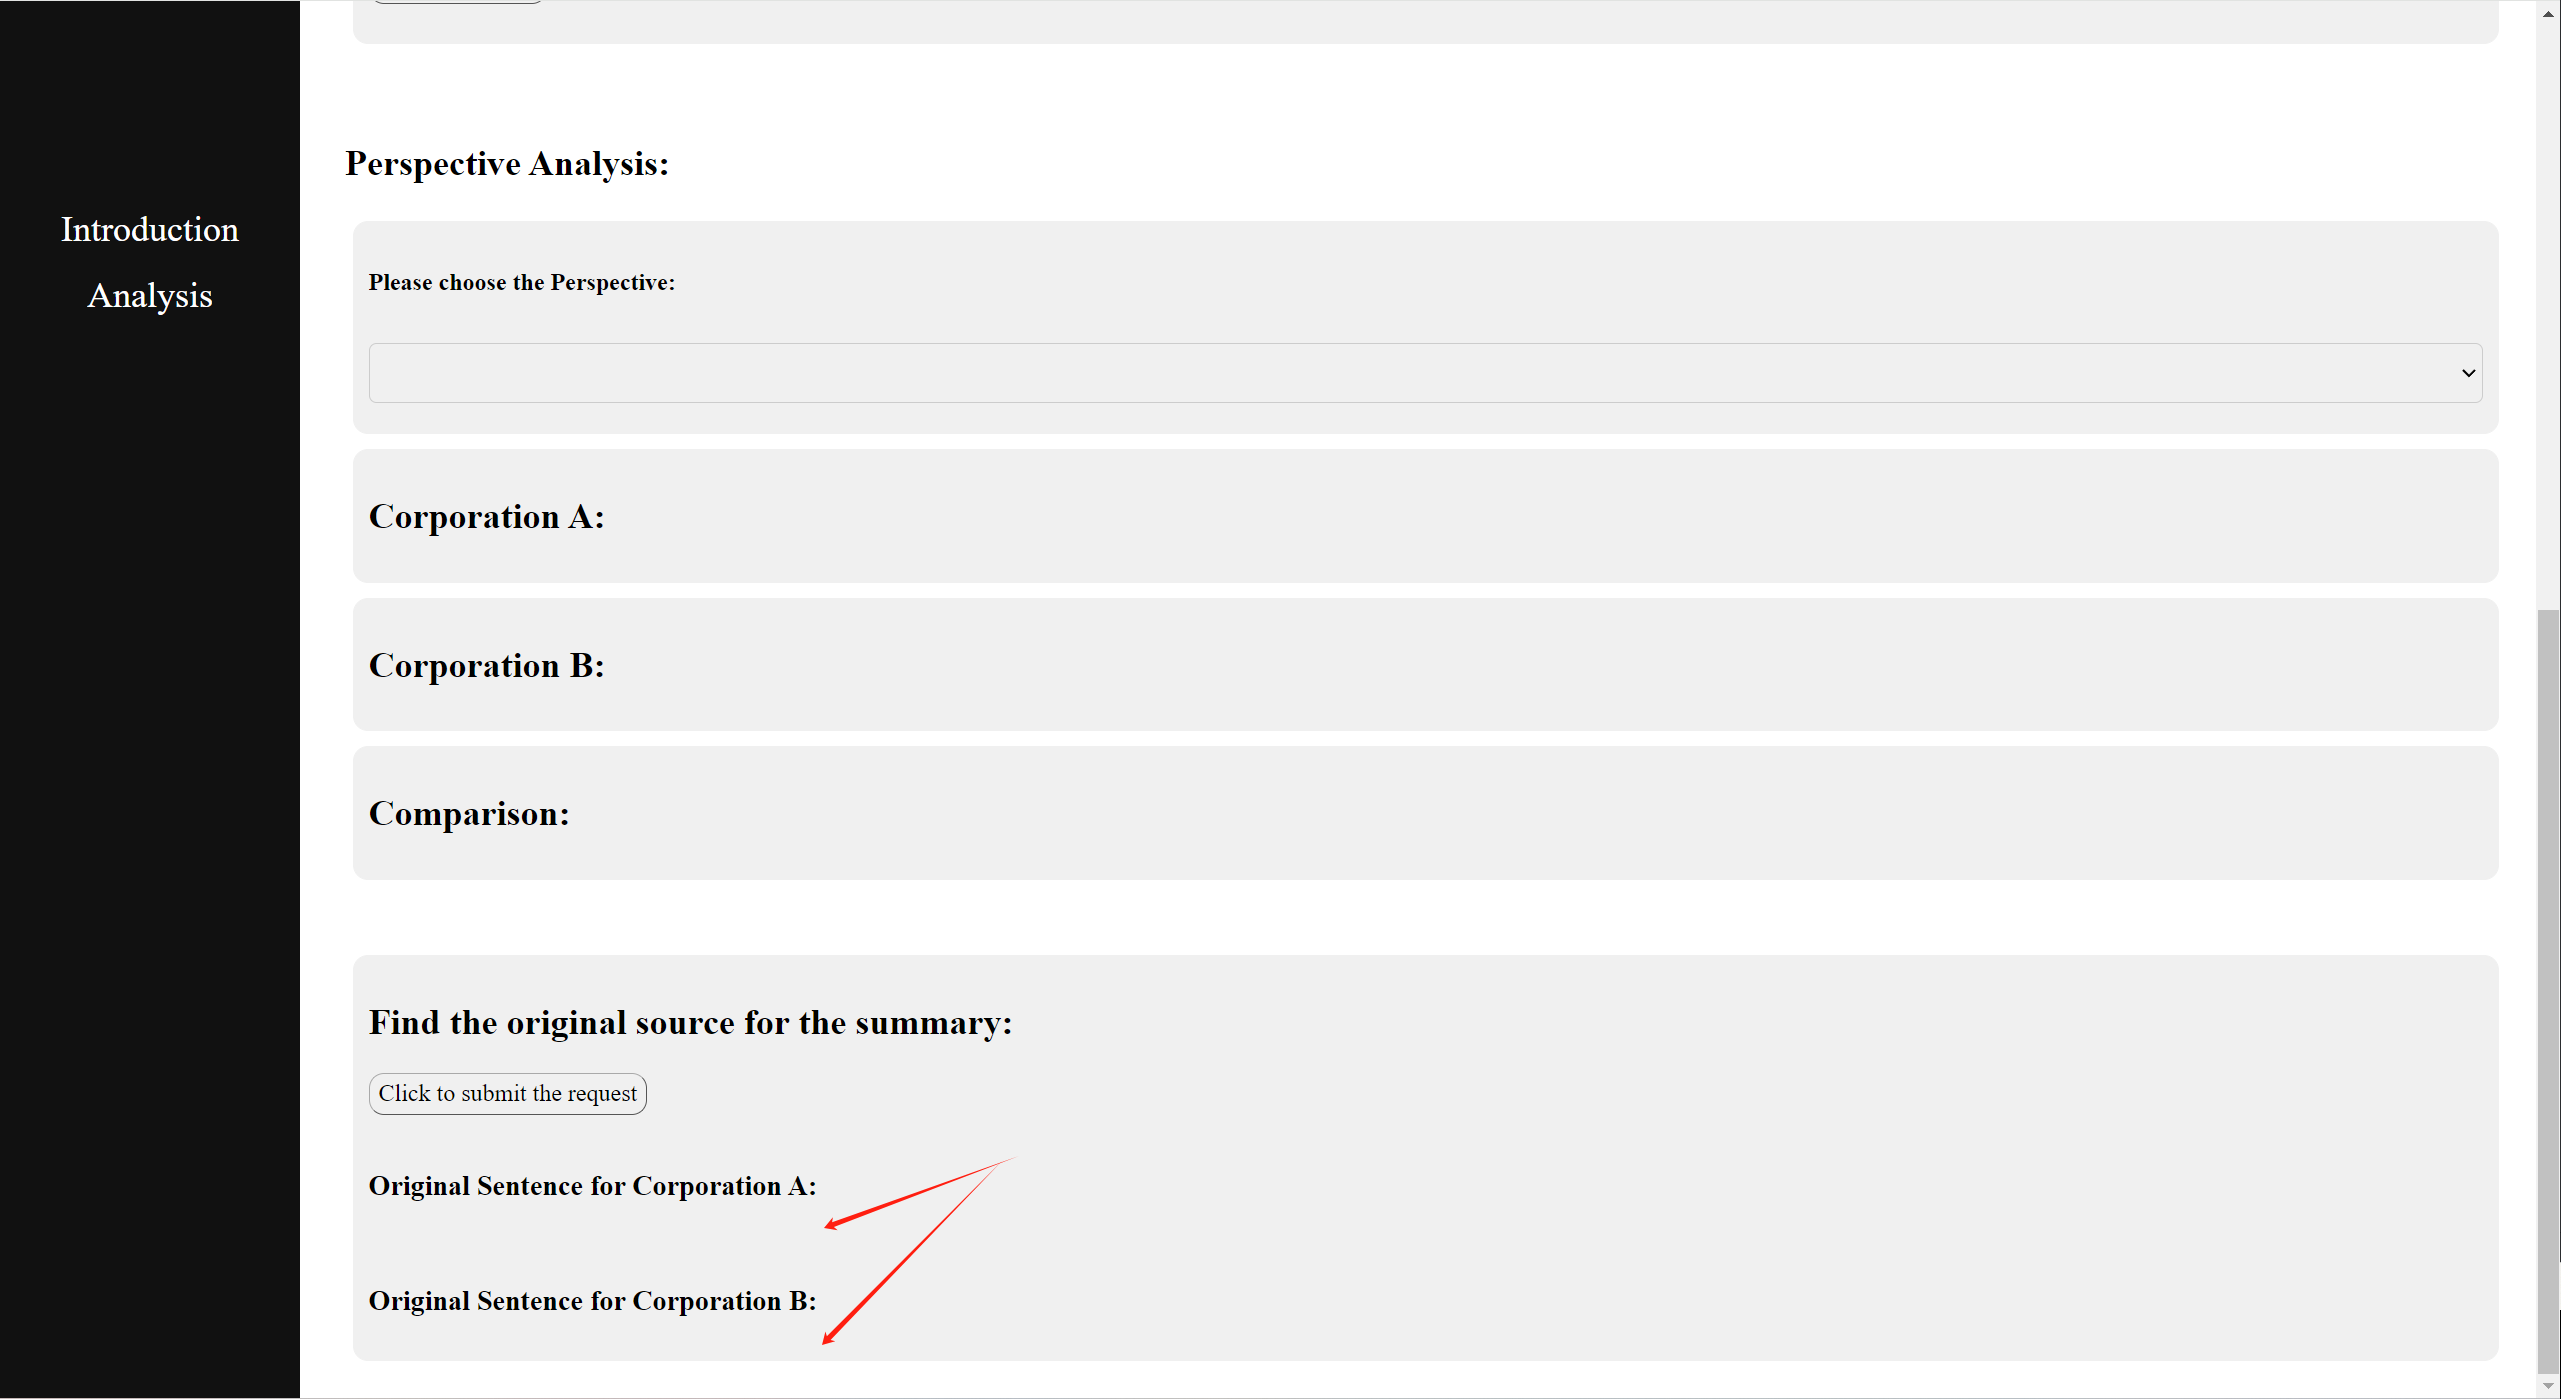 Introduction
Analysis
Perspective Analysis:
Please choose the Perspective:
Corporation A:
Corporation B:
Comparison:
Find the original source for the summary:
Click to submit the request
Original Sentence for Corporation A:
Original Sentence for Corporation B: